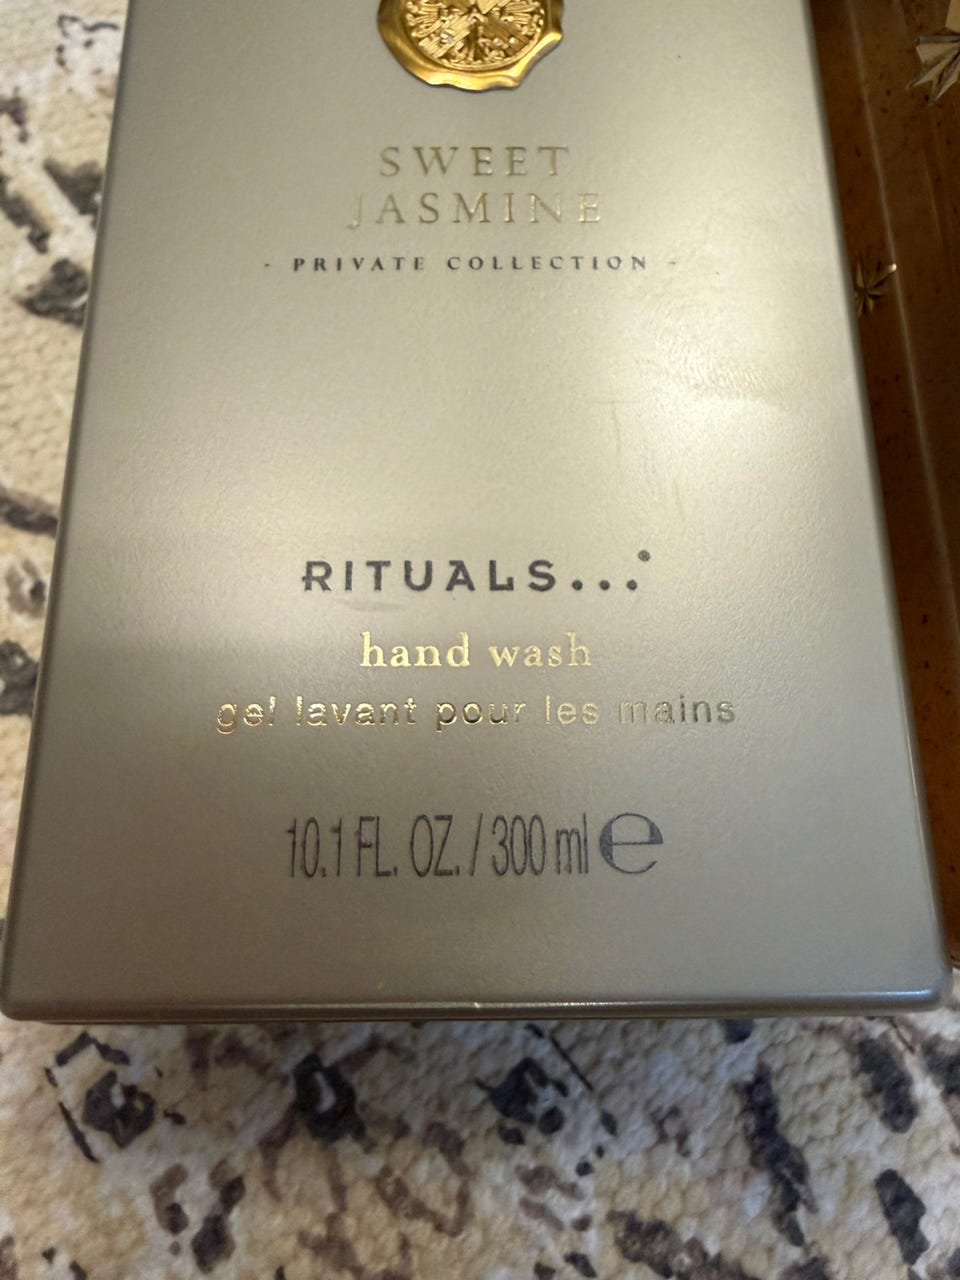 SWEET
JASMINE
- PRIVATE COLLECTION -
RITUALS...®
hand wash
gel lavant pour les mains
10.1 FL. OZ. / 300 ml ℮